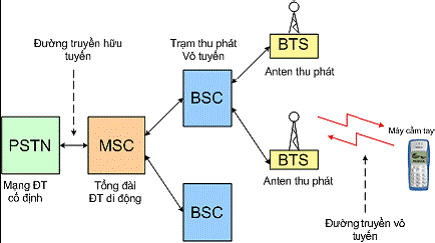 Đường truyền hữu
tuyến
Trạm thu phát
Vô tuyến
BTS
Anten thu phát
BSC
PSTN
MSC
Mạng ĐT
cố định
Tổng đài
ĐT di động
BTS
Anten thu phát
Máy cầm tay
BSC
Đường truyền vô
tuyến